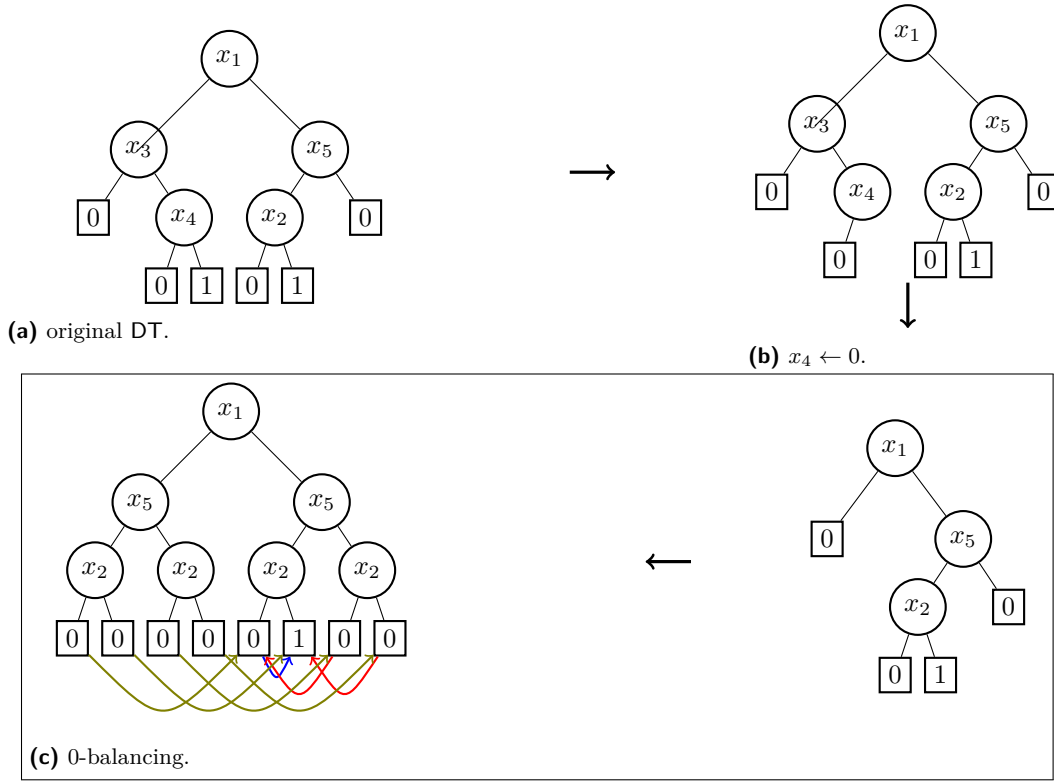 x1
x3 x5
0 x4 x2 0
0 1 0 1
(a) original DT.
x1
x3 x5
0 x4 x2 0
0 0 1
(b) x4 ← 0.
x1
x5 x5
x2 x2 x2 x2
0 0 0 0 0 1 0 0
(c) 0-balancing.
x1
0 x5
x2 0
0 1